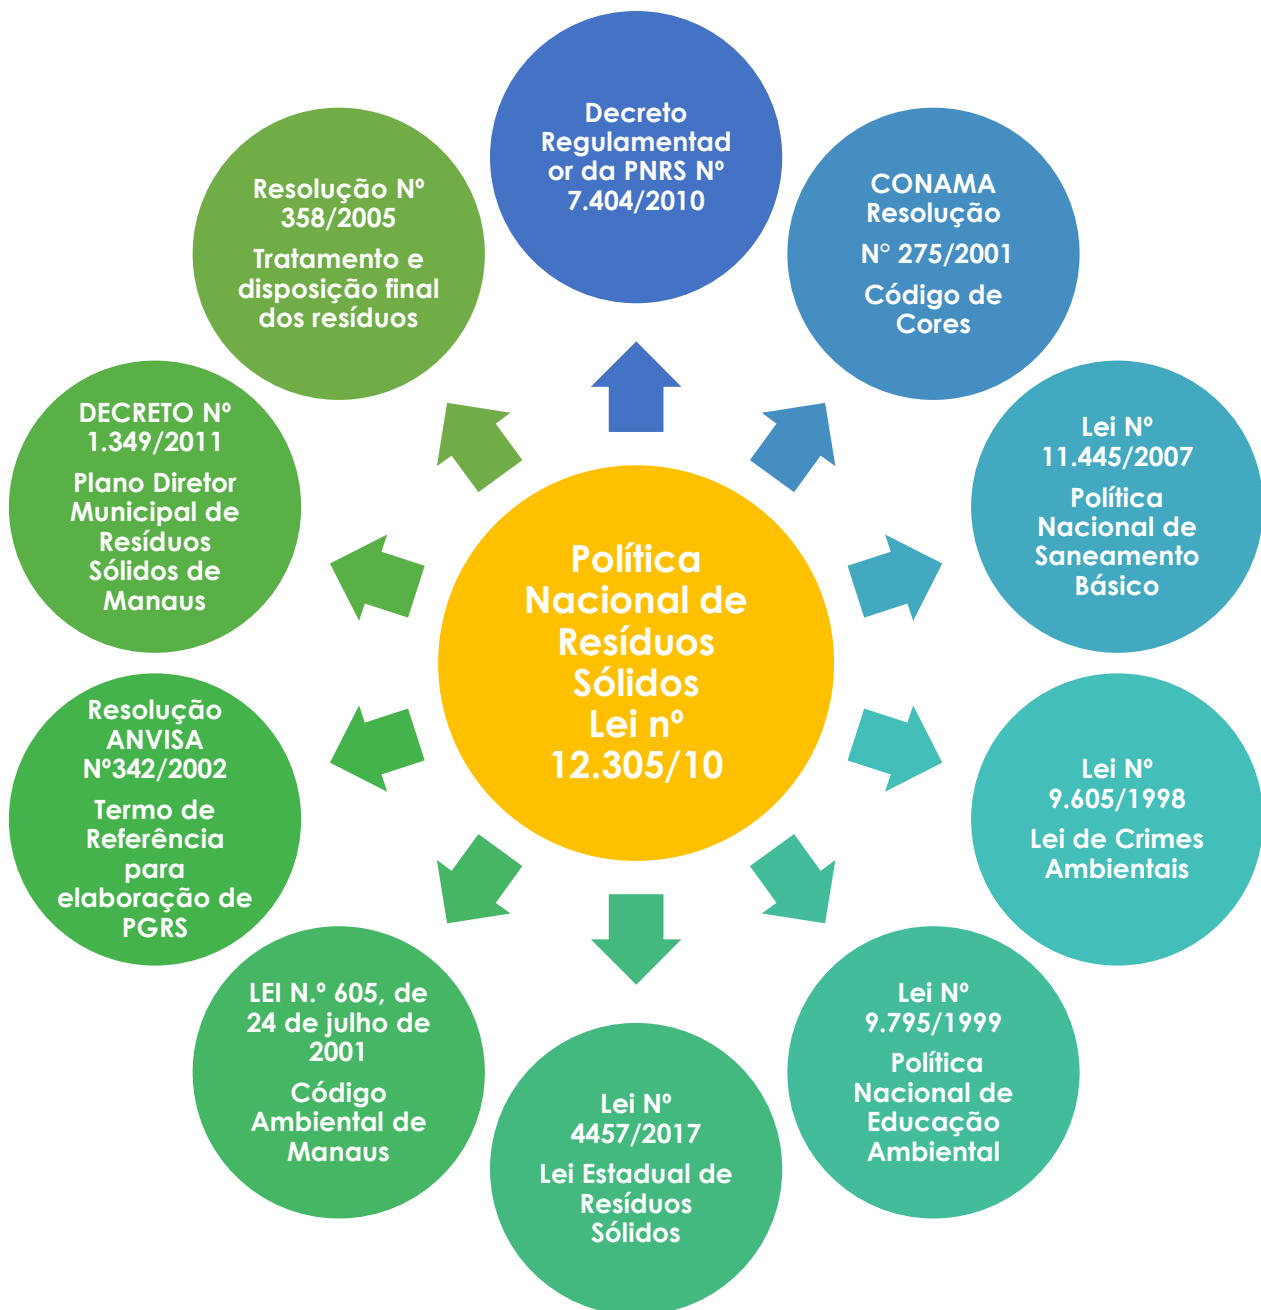 Decreto
Regulamentad
or da PNRS Nº
7.404/2010
CONAMA
Resolução
N° 275/2001
Código de
Cores
Lei Nº
11.445/2007
Política
Nacional de
Saneamento
Básico
Lei Nº
9.605/1998
Lei de Crimes
Ambientais
Lei Nº
9.795/1999
Política
Nacional de
Educação
Ambiental
Lei Nº
4457/2017
Lei Estadual de
Resíduos
Sólidos
LEI N.º 605, de
24 de julho de
2001
Código
Ambiental de
Manaus
Resolução
ANVISA
Nº342/2002
Termo de
Referência
para
elaboração de
PGRS
DECRETO Nº
1.349/2011
Plano Diretor
Municipal de
Resíduos
Sólidos de
Manaus
Resolução Nº
358/2005
Tratamento e
disposição final
dos resíduos
Política
Nacional de
Resíduos
Sólidos
Lei nº
12.305/10